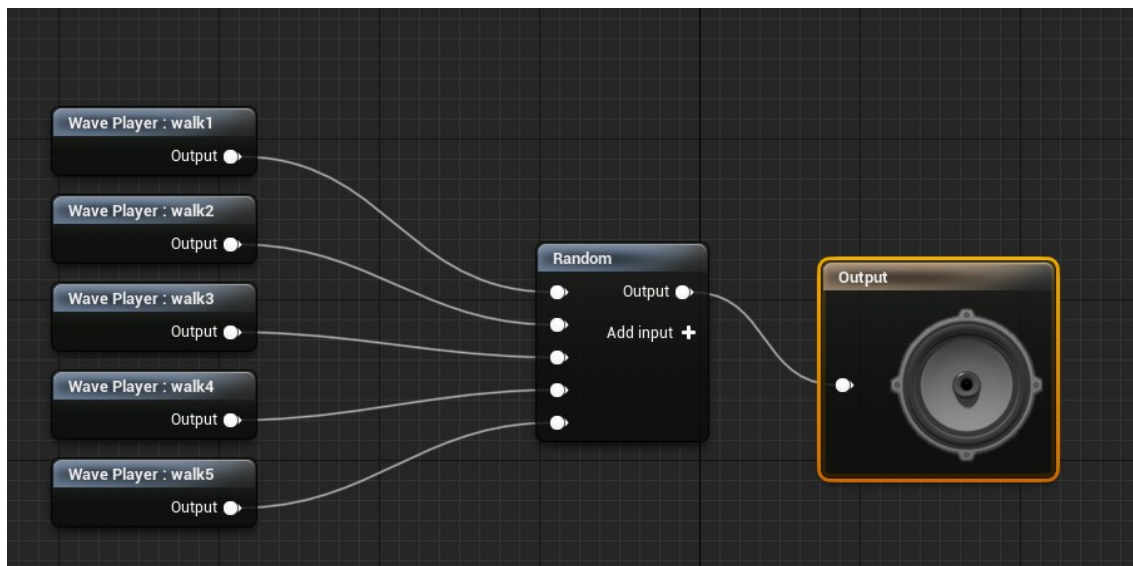 Wave Player : walk1
Output
Wave Player : walk2
Output
Wave Player : walk3
Output
Wave Player : walk4
Output
Wave Player : walk5
Output
Random
Output
Add input
Output